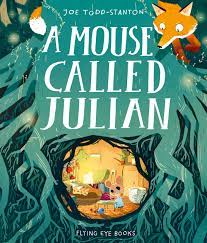 JOE TODD-STANTON
A MOUSE
CALLED
JULIAN
FLYING EYE BOOKS